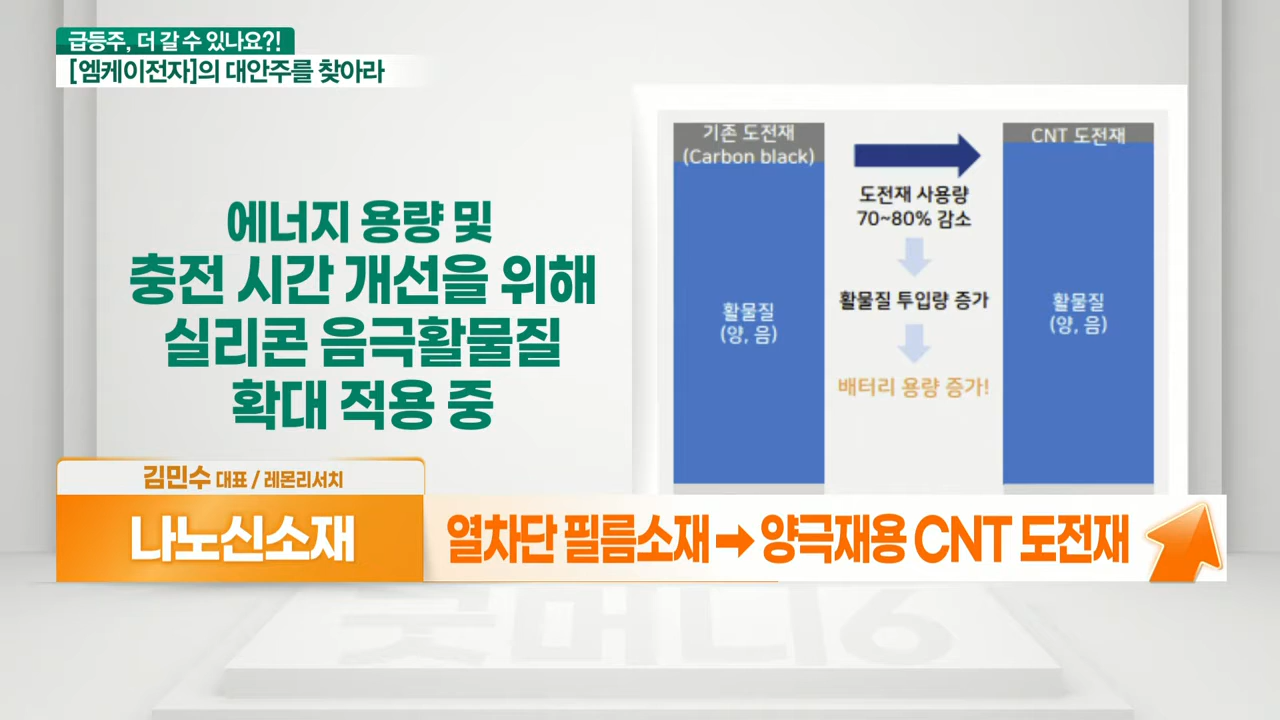 급등주, 더 갈 수 있나요?!
[엠케이전자]의 대안주를 찾아라
에너지 용량 및
충전 시간 개선을 위해
실리콘 음극활물질
확대 적용 중
기존 도전재
(Carbon black)
활물질
(양, 음)
도전재 사용량
70~80% 감소
활물질 투입량 증가
배터리 용량 증가!
CNT 도전재
활물질
(양, 음)
김민수 대표 / 레몬리서치
나노신소재
열차단 필름소재➡양극재용 CNT 도전재
굿머니6